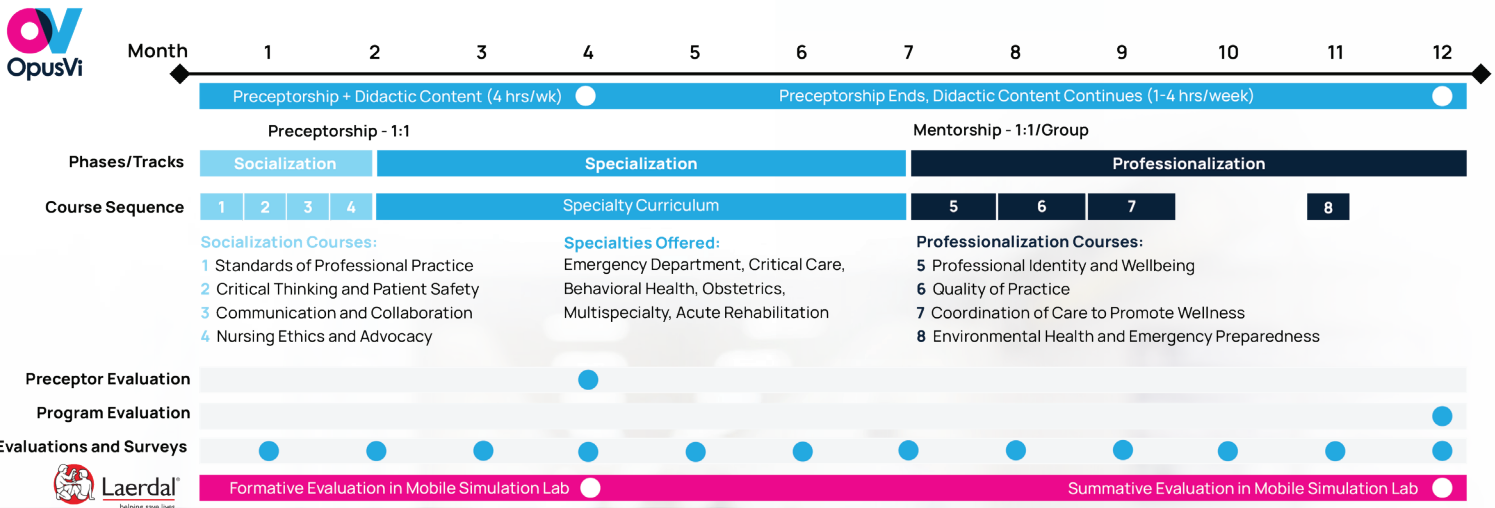 OpusVi
Month 1 2 3 4 5 6 7 8 9 10 11 12
Preceptorship + Didactic Content (4 hrs/wk)
Preceptorship Ends, Didactic Content Continues (1-4 hrs/week)
Preceptorship - 1:1
Mentorship - 1:1/Group
Phases/Tracks
Socialization
Specialization
Professionalization
Course Sequence
1 2 3 4
Specialty Curriculum
5 6 7 8
Socialization Courses:
1 Standards of Professional Practice
2 Critical Thinking and Patient Safety
3 Communication and Collaboration
4 Nursing Ethics and Advocacy
Specialties Offered:
Emergency Department, Critical Care,
Behavioral Health, Obstetrics,
Multispecialty, Acute Rehabilitation
Professionalization Courses:
5 Professional Identity and Wellbeing
6 Quality of Practice
7 Coordination of Care to Promote Wellness
8 Environmental Health and Emergency Preparedness
Preceptor Evaluation
Program Evaluation
Evaluations and Surveys
Laerdal®
helping save lives
Formative Evaluation in Mobile Simulation Lab
Summative Evaluation in Mobile Simulation Lab